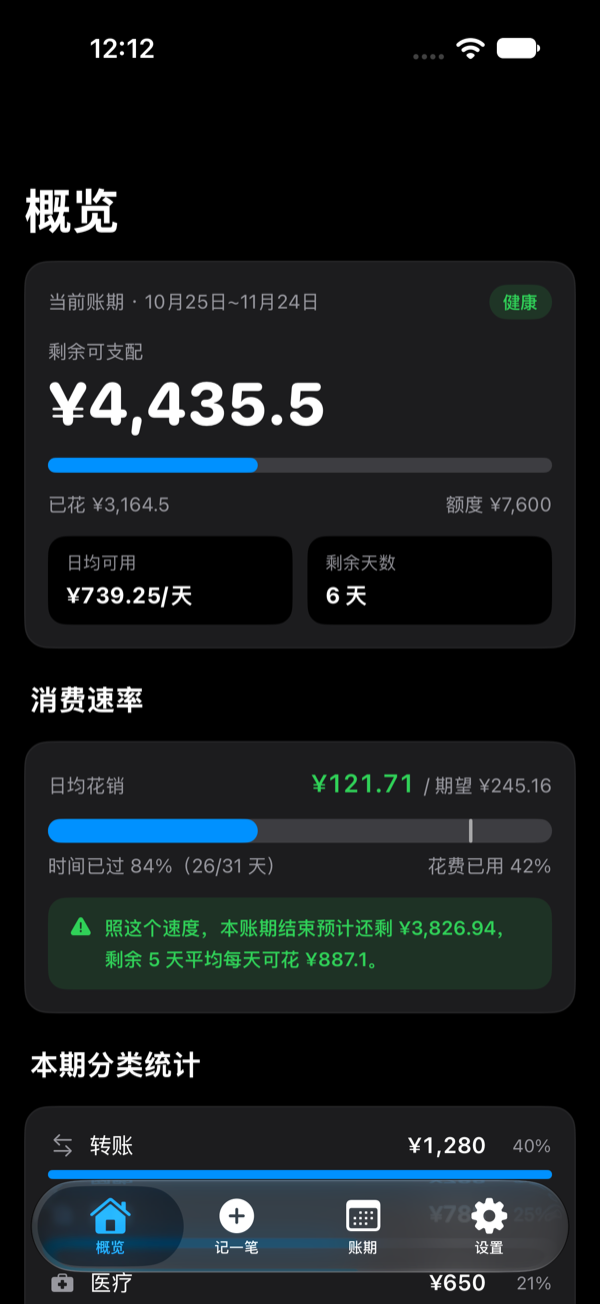 12:12
概览
当前账期 · 10月25日~11月24日 健康
剩余可支配
¥4,435.5
已花 ¥3,164.5 额度 ¥7,600
日均可用 剩余天数
¥739.25/天 6 天
消费速率
日均花销 ¥121.71 / 期望 ¥245.16
时间已过 84%（26/31 天） 花费已用 42%
照这个速度，本账期结束预计还剩 ¥3,826.94，
剩余 5 天平均每天可花 ¥887.1。
本期分类统计
转账 ¥1,280 40%
概览 记一笔 账期 设置
医疗 ¥650 21%